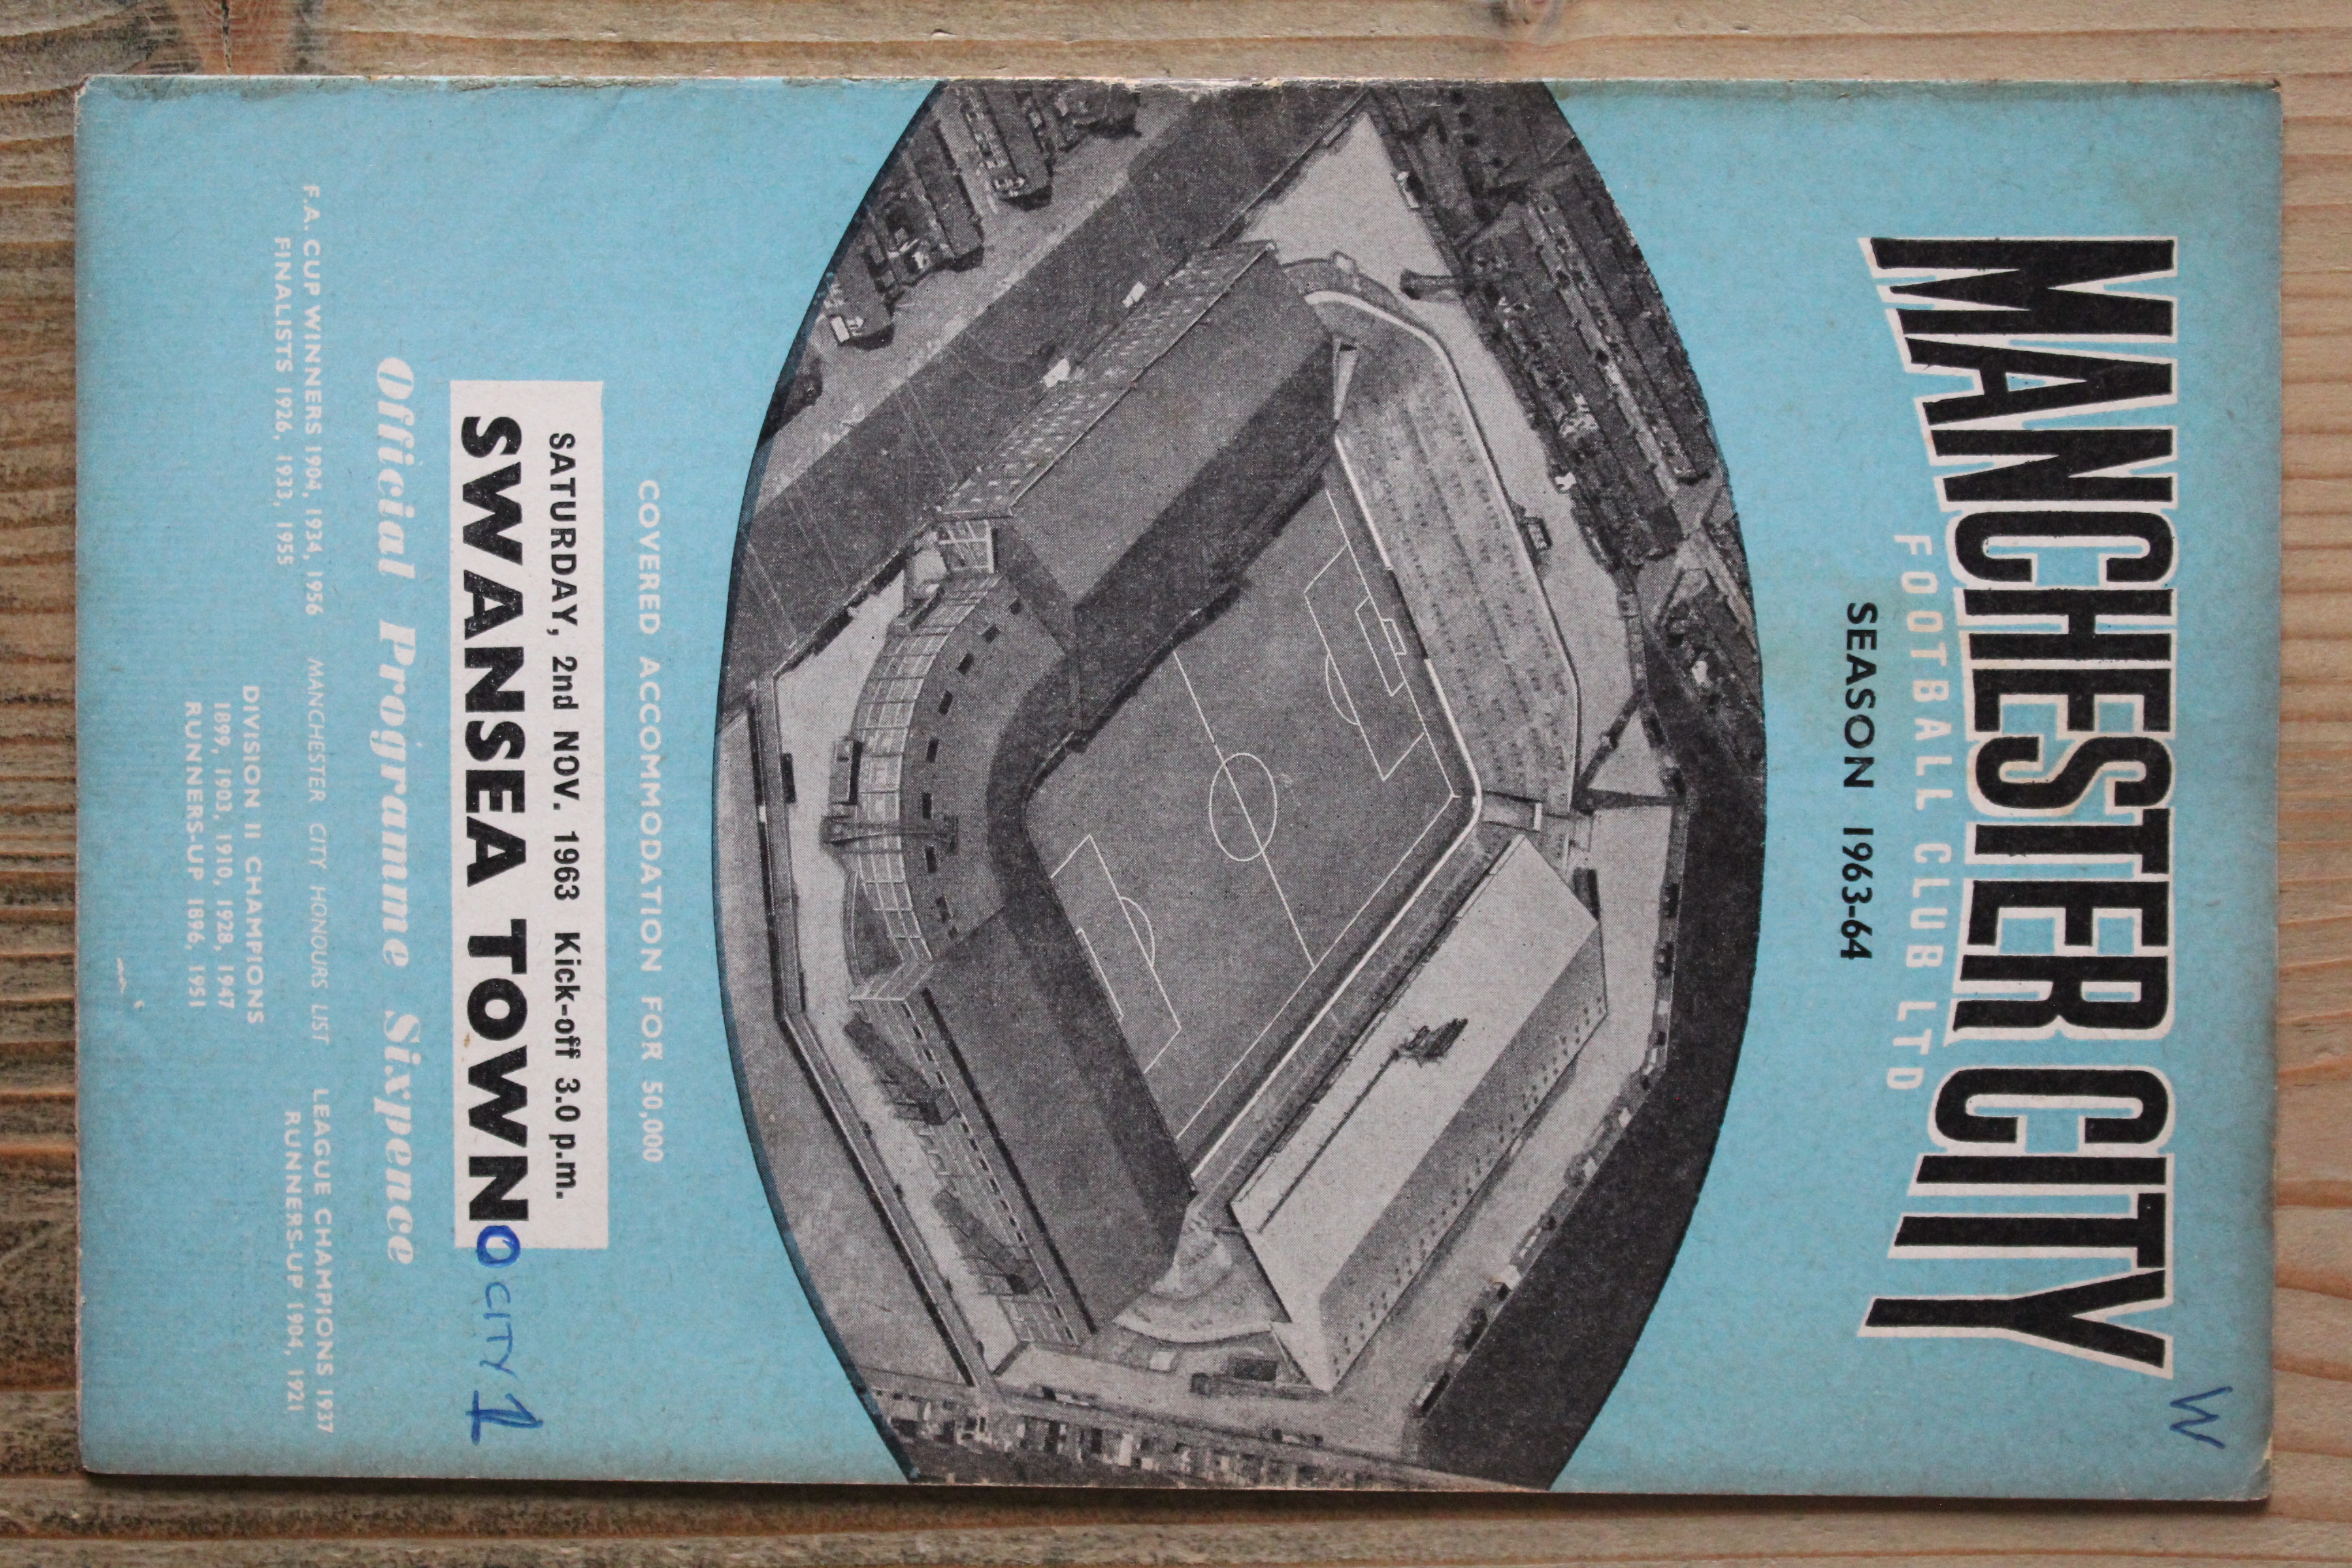 W
MANCHESTER CITY
FOOTBALL CLUB LTD
SEASON 1963-64
COVERED ACCOMMODATION FOR 50,000
SATURDAY, 2nd NOV. 1963 Kick-off 3.0 p.m.
SWANSEA TOWN 0 CITY 1
Official Programme Sixpence
MANCHESTER CITY HONOURS LIST
F.A. CUP WINNERS 1904, 1934, 1956
FINALISTS 1926, 1933, 1955
LEAGUE CHAMPIONS 1937
RUNNERS-UP 1904, 1921
DIVISION II CHAMPIONS
1899, 1903, 1910, 1928, 1947
RUNNERS-UP 1896, 1951